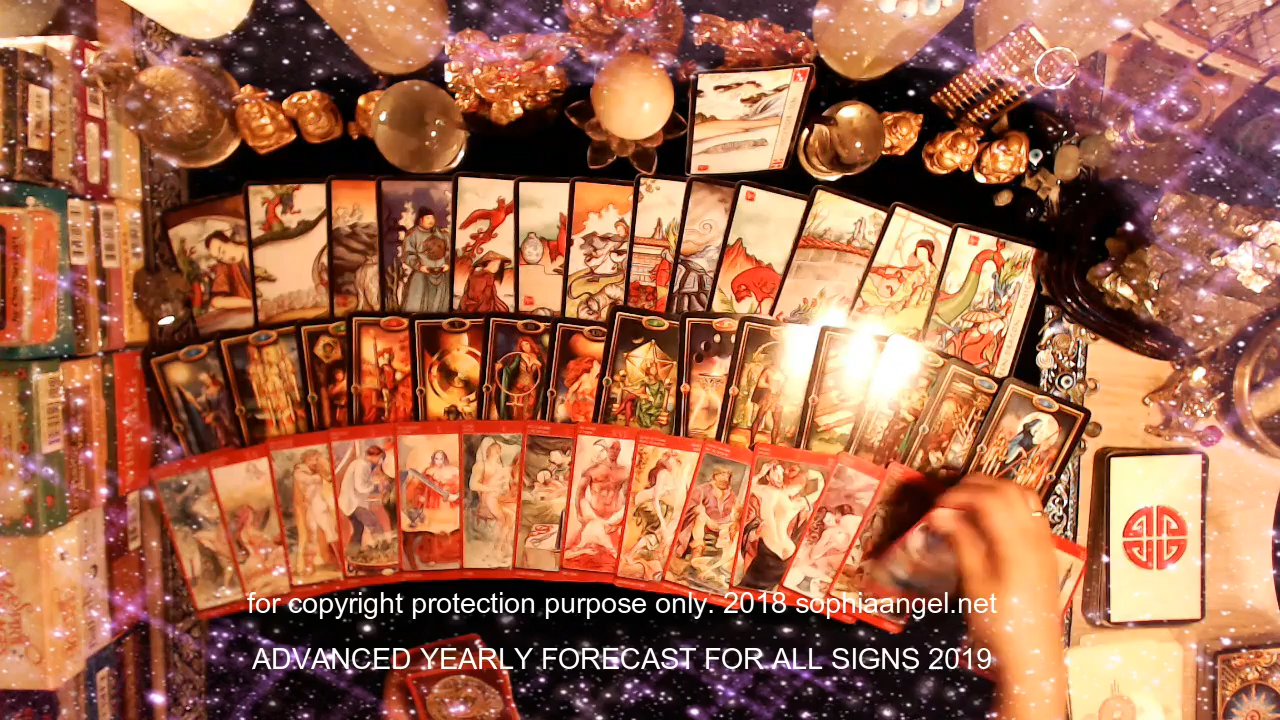 for copyright protection purpose only. 2018 sophiaangel.net
ADVANCED YEARLY FORECAST FOR ALL SIGNS 2019